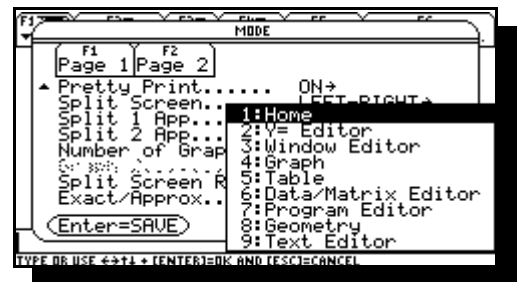 MODE
F1 F2
Page 1 Page 2
Pretty Print...... ON→
Split Screen.. LEFT-RIGHT→
Split 1 App...
Split 2 App...
Number of Grap
Split Screen R
Exact/Approx..
1:Home
2:Y= Editor
3:Window Editor
4:Graph
5:Table
6:Data/Matrix Editor
7:Program Editor
8:Geometry
9:Text Editor
Enter=SAVE
TYPE OR USE ←→↑↓ + [ENTER]=OK AND [ESC]=CANCEL